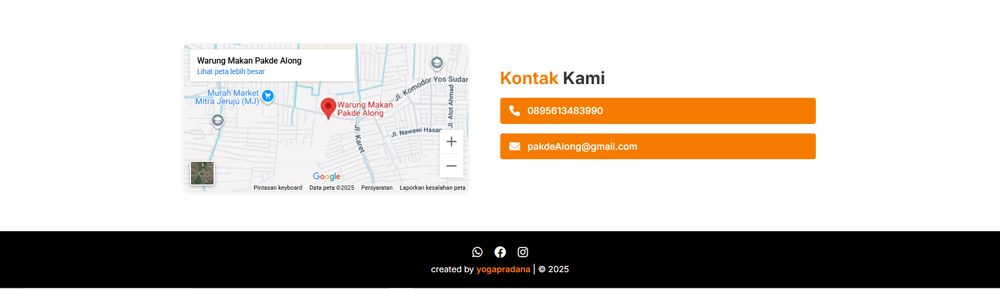 Warung Makan Pakde Along
Lihat peta lebih besar
Murah Market
Mitra Jeruju (MJ)
Warung Makan
Pakde Along
Jl. Komodor Yos Sudar
Jl. Atot Ahmad
Jl. Nawawi Hasan
Jl. Karet
Google
Pintasan keyboard
Data peta ©2025
Persyaratan
Laporkan kesalahan peta
Kontak Kami
0895613483990
pakdeAlong@gmail.com
created by yogapradana | © 2025